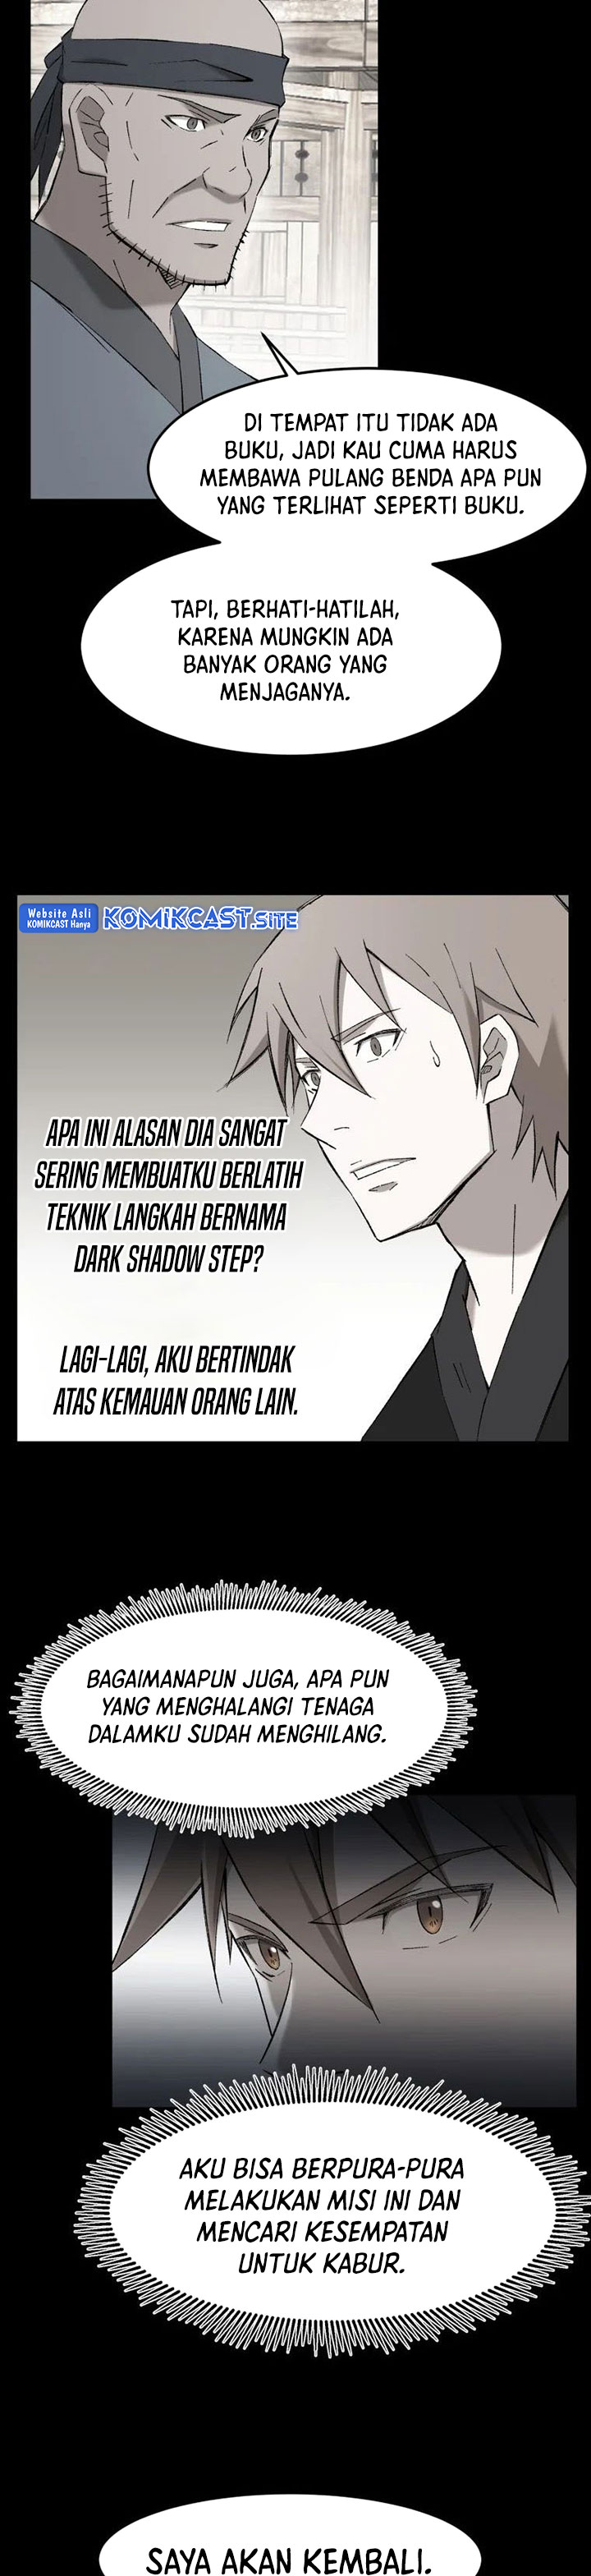 DI TEMPAT ITU TIDAK ADA
BUKU, JADI KAU CUMA HARUS
MEMBAWA PULANG BENDA APA PUN
YANG TERLIHAT SEPERTI BUKU.
TAPI, BERHATI-HATILAH,
KARENA MUNGKIN ADA
BANYAK ORANG YANG
MENJAGANYA.
Website Asli
KOMIKCAST Hanya
KOMIKCAST.SITE
APA INI ALASAN DIA SANGAT
SERING MEMBUATKU BERLATIH
TEKNIK LANGKAH BERNAMA
DARK SHADOW STEP?
LAGI-LAGI, AKU BERTINDAK
ATAS KEMAUAN ORANG LAIN.
BAGAIMANAPUN JUGA, APA PUN
YANG MENGHALANGI TENAGA
DALAMKU SUDAH MENGHILANG.
AKU BISA BERPURA-PURA
MELAKUKAN MISI INI DAN
MENCARI KESEMPATAN
UNTUK KABUR.
SAYA AKAN KEMBALI.